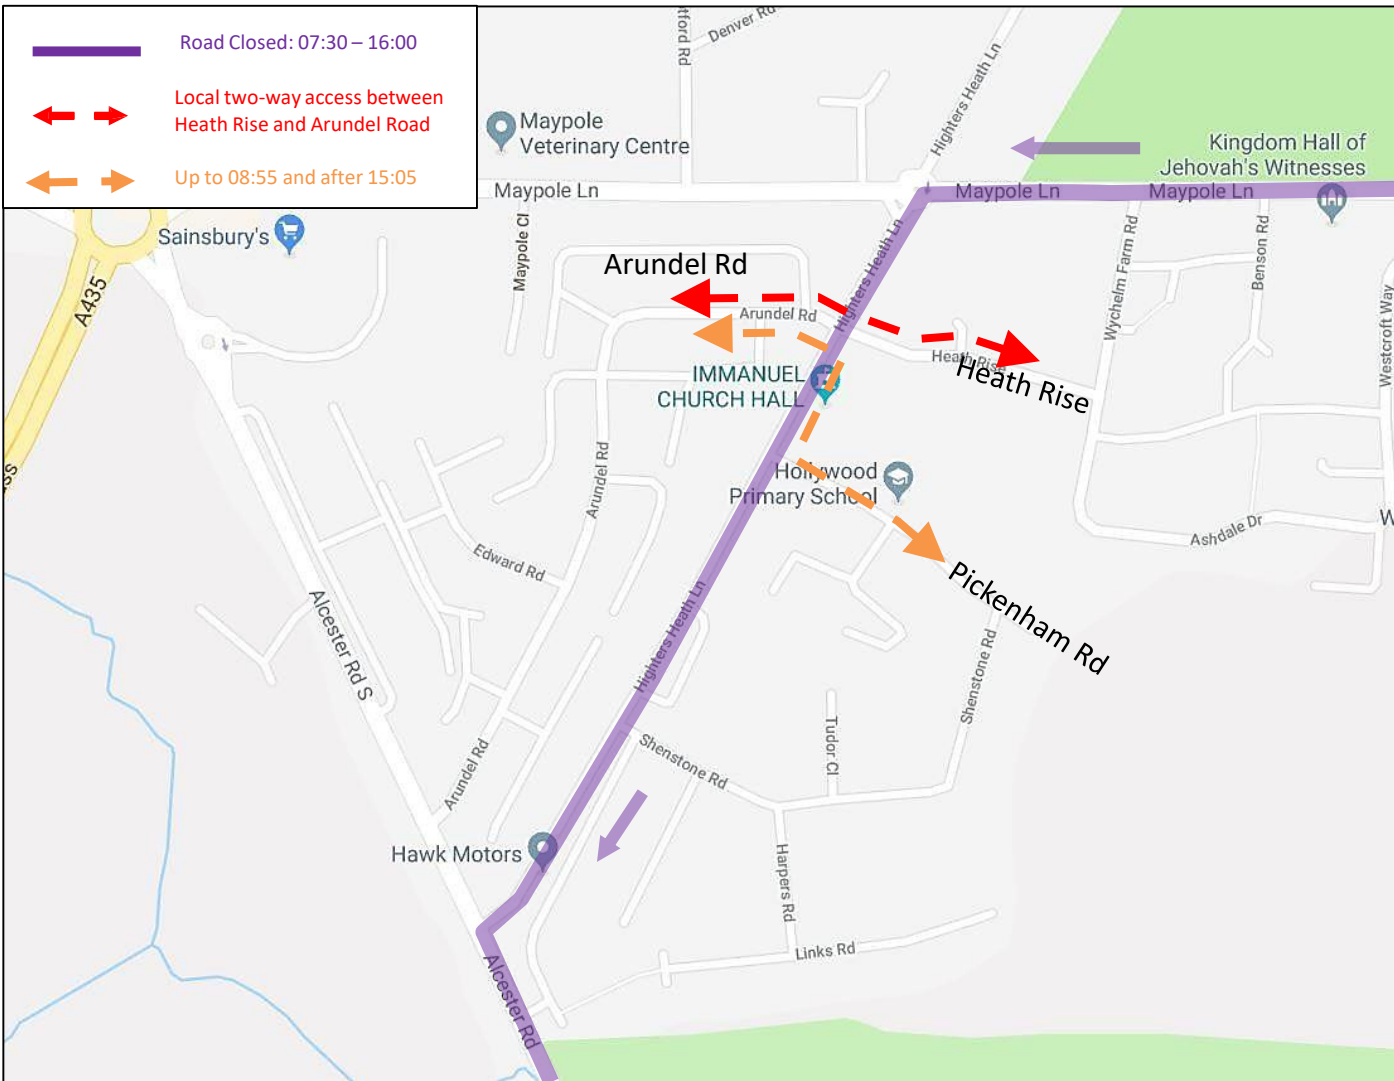 Road Closed: 07:30 – 16:00
Local two-way access between
Heath Rise and Arundel Road
Up to 08:55 and after 15:05
Denver Rd
tford Rd
Highters Heath Ln
Maypole
Veterinary Centre
Kingdom Hall of
Jehovah's Witnesses
Maypole Ln
Maypole Ln
Maypole Ln
Sainsbury's
Maypole Cl
Arundel Rd
Highters Heath Ln
Wychelm Farm Rd
Benson Rd
Westcroft Way
A435
Arundel Rd
Heath Rise
Heath Rise
IMMANUEL
CHURCH HALL
Hollywood
Primary School
ss
Arundel Rd
W
Ashdale Dr
Edward Rd
Pickenham Rd
Alcester Rd S
Highters Heath Ln
Shenstone Rd
Tudor Cl
Shenstone Rd
Arundel Rd
Hawk Motors
Harpers Rd
Links Rd
Alcester Rd